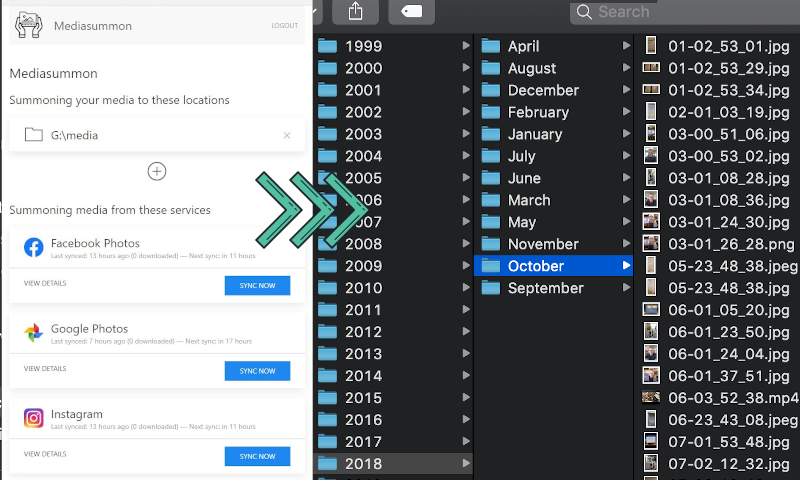 Mediasummon
LOGOUT
Mediasummon
Summoning your media to these locations
G:\media
Summoning media from these services
Facebook Photos
Last synced: 13 hours ago (0 downloaded) — Next sync: in 11 hours
VIEW DETAILS
SYNC NOW
Google Photos
Last synced: 7 hours ago (0 downloaded) — Next sync: in 17 hours
VIEW DETAILS
SYNC NOW
Instagram
Last synced: 13 hours ago (0 downloaded) — Next sync: in 11 hours
VIEW DETAILS
SYNC NOW
Search
1999
2000
2001
2002
2003
2004
2005
2006
2007
2008
2009
2010
2011
2012
2013
2014
2015
2016
2017
2018
April
August
December
February
January
July
June
March
May
November
October
September
01-02_53_01.jpg
01-02_53_29.jpg
01-02_53_34.jpg
02-01_03_19.jpg
03-00_51_06.jpg
03-00_53_02.jpg
03-01_08_28.jpg
03-01_08_36.jpg
03-01_24_30.jpg
03-01_26_28.png
05-23_48_38.jpeg
05-23_48_38.jpg
06-01_05_20.jpg
06-01_23_50.jpg
06-01_24_04.jpg
06-01_37_51.jpg
06-03_52_38.mp4
06-23_43_08.jpeg
07-01_53_48.jpg
07-02_12_32.jpg